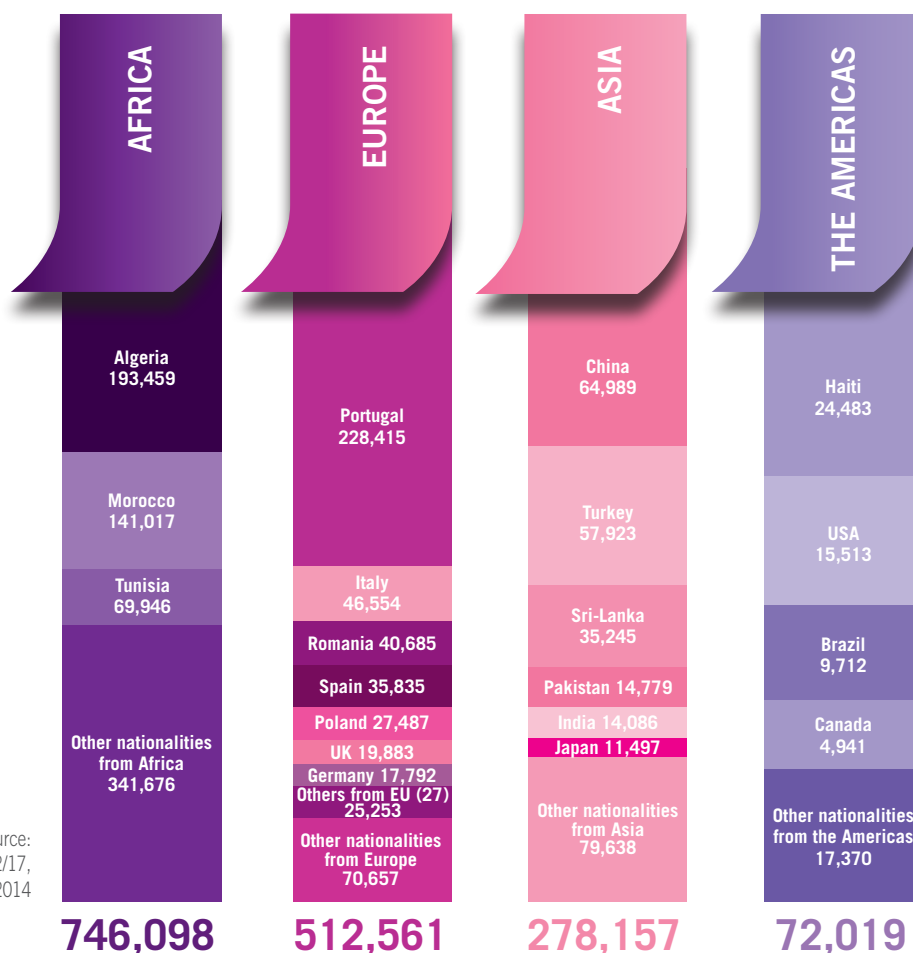 AFRICA
Algeria
193,459
Morocco
141,017
Tunisia
69,946
Other nationalities
from Africa
341,676
746,098
EUROPE
Portugal
228,415
Italy
46,554
Romania 40,685
Spain 35,835
Poland 27,487
UK 19,883
Germany 17,792
Others from EU (27)
25,253
Other nationalities
from Europe
70,657
512,561
ASIA
China
64,989
Turkey
57,923
Sri-Lanka
35,245
Pakistan 14,779
India 14,086
Japan 11,497
Other nationalities
from Asia
79,638
278,157
THE AMERICAS
Haiti
24,483
USA
15,513
Brazil
9,712
Canada
4,941
Other nationalities
from the Americas
17,370
72,019
2014